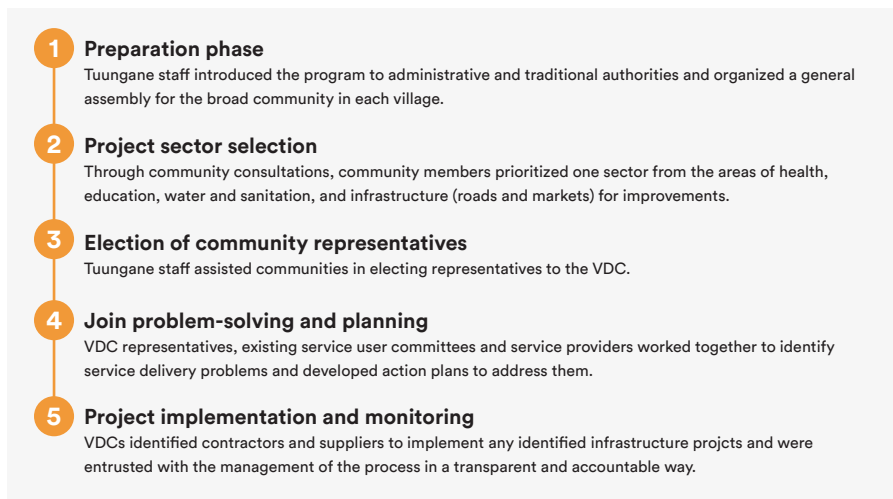 1 Preparation phase
Tuungane staff introduced the program to administrative and traditional authorities and organized a general
assembly for the broad community in each village.
2 Project sector selection
Through community consultations, community members prioritized one sector from the areas of health,
education, water and sanitation, and infrastructure (roads and markets) for improvements.
3 Election of community representatives
Tuungane staff assisted communities in electing representatives to the VDC.
4 Join problem-solving and planning
VDC representatives, existing service user committees and service providers worked together to identify
service delivery problems and developed action plans to address them.
5 Project implementation and monitoring
VDCs identified contractors and suppliers to implement any identified infrastructure projcts and were
entrusted with the management of the process in a transparent and accountable way.